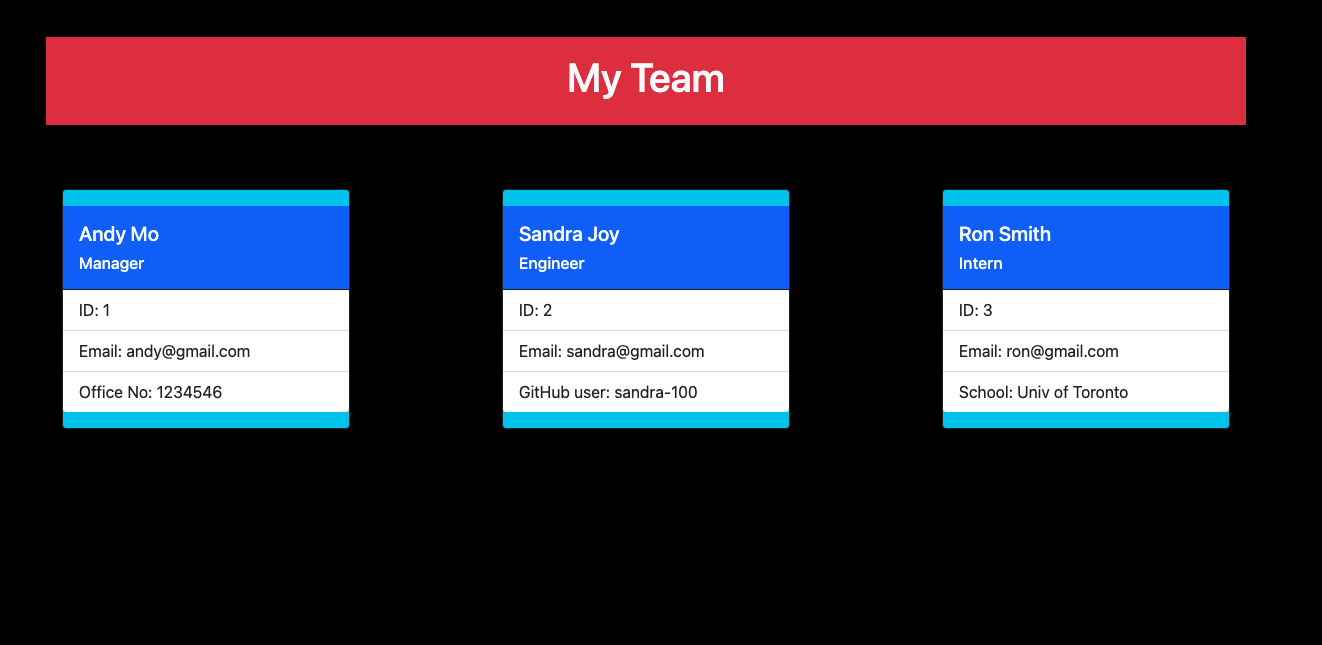 My Team
Andy Mo
Manager
ID: 1
Email: andy@gmail.com
Office No: 1234546
Sandra Joy
Engineer
ID: 2
Email: sandra@gmail.com
GitHub user: sandra-100
Ron Smith
Intern
ID: 3
Email: ron@gmail.com
School: Univ of Toronto